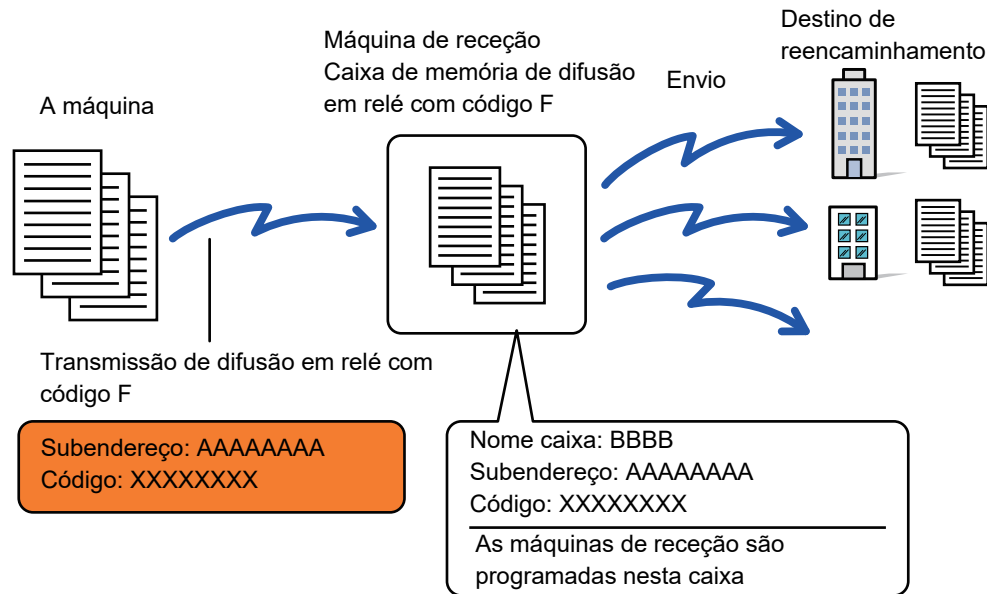 A máquina
Máquina de receção
Caixa de memória de difusão
em relé com código F
Envio
Destino de
reencaminhamento
Transmissão de difusão em relé com
código F
Subendereço: AAAAAAAA
Código: XXXXXXXX
Nome caixa: BBBB
Subendereço: AAAAAAAA
Código: XXXXXXXX
As máquinas de receção são
programadas nesta caixa